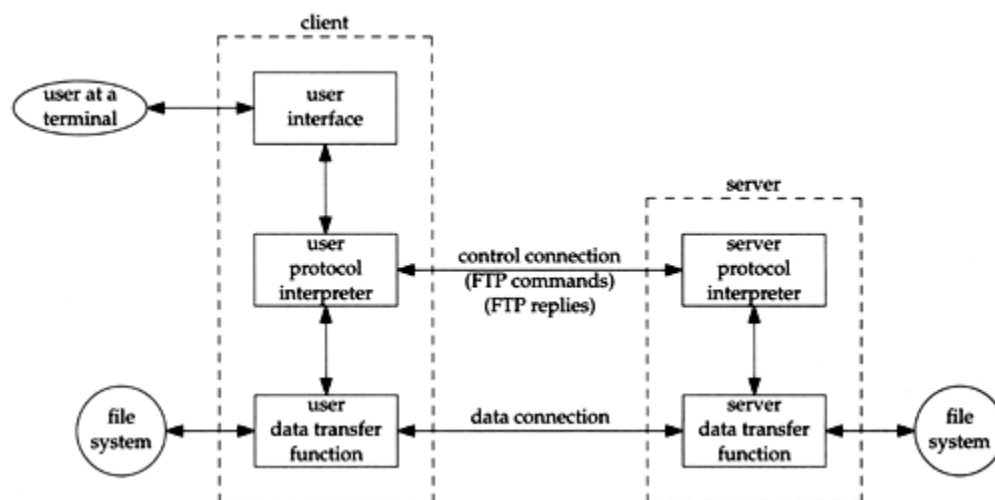 client
user at a
terminal
user
interface
server
user
protocol
interpreter
control connection
(FTP commands)
(FTP replies)
server
protocol
interpreter
file
system
user
data transfer
function
data connection
server
data transfer
function
file
system